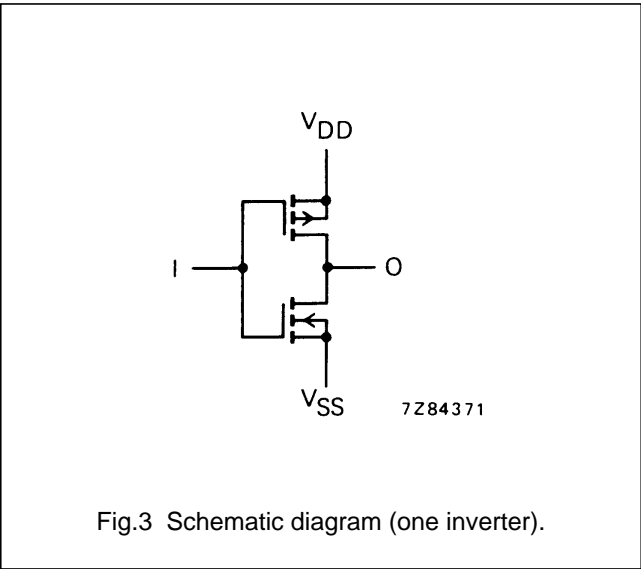 VDD
I
O
VSS
7Z84371
Fig.3 Schematic diagram (one inverter).